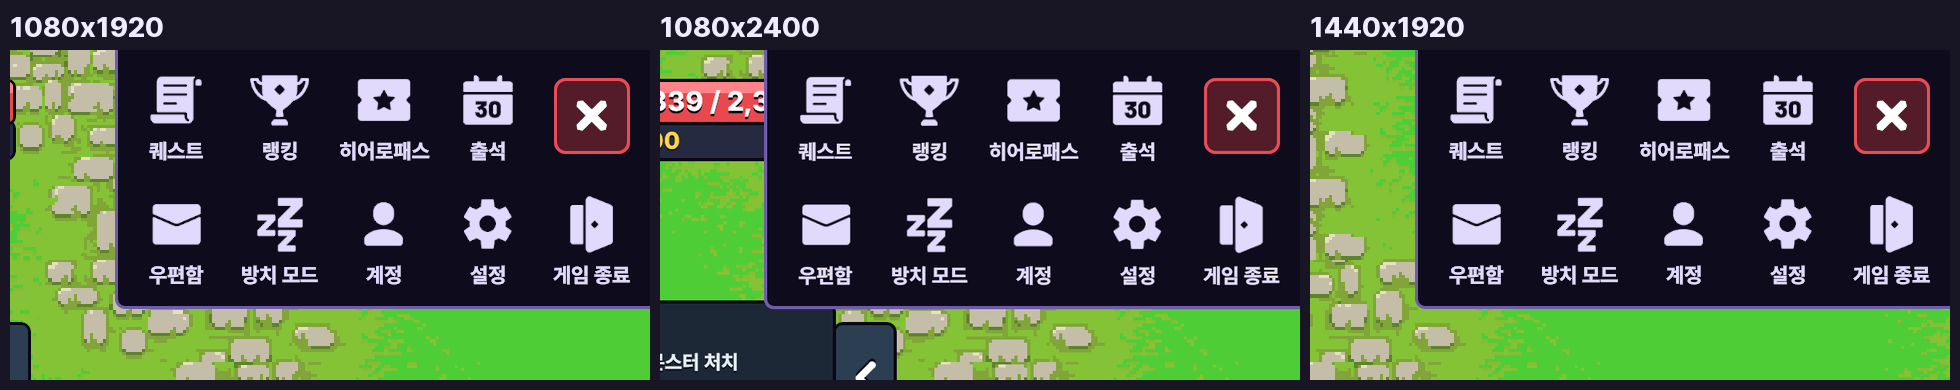 1080x1920
30
퀘스트 랭킹 히어로패스 출석
우편함 방치 모드 계정 설정 게임 종료
1080x2400
339 / 2,3
00
30
퀘스트 랭킹 히어로패스 출석
우편함 방치 모드 계정 설정 게임 종료
스터 처치
1440x1920
30
퀘스트 랭킹 히어로패스 출석
우편함 방치 모드 계정 설정 게임 종료